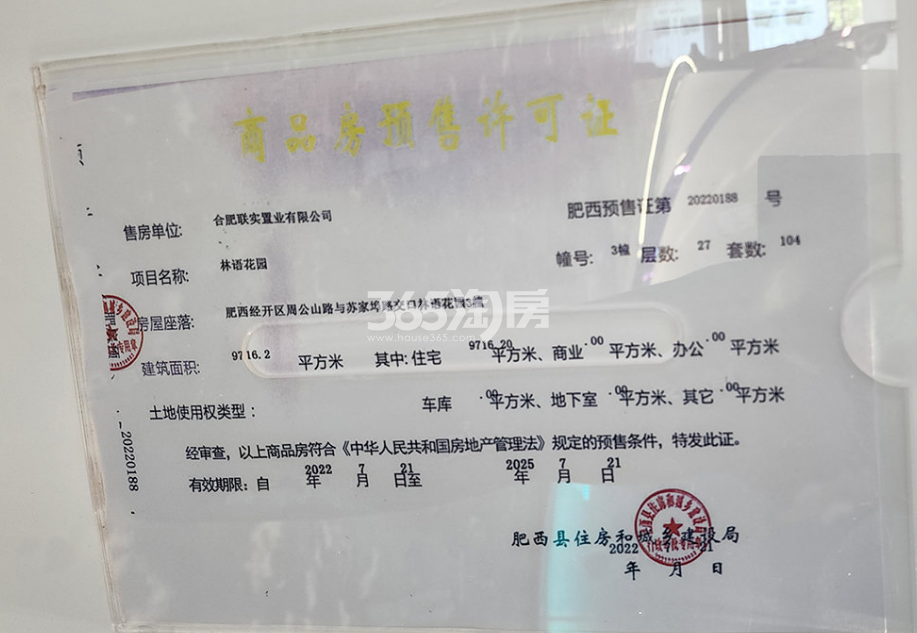 商品房预售许可证
肥西预售证第 20220188 号
售房单位: 合肥联实置业有限公司
幢号: 3幢 层数: 27 套数: 104
项目名称: 林语花园
房屋座落: 肥西经开区周公山路与苏家埠路交口林语花园3幢
365淘房
www.house365.com
建筑面积: 9716.2 平方米 其中: 住宅 9716.20 平方米、商业 .00 平方米、办公 .00 平方米
土地使用权类型: 车库 .00 平方米、地下室 .00 平方米、其它 .00 平方米
经审查, 以上商品房符合《中华人民共和国房地产管理法》规定的预售条件, 特发此证。
有效期限: 自 2022 年 7 月 21 日至 2025 年 7 月 21 日
肥西县住房和城乡建设局
2022 年 7 月 21 日
20220188